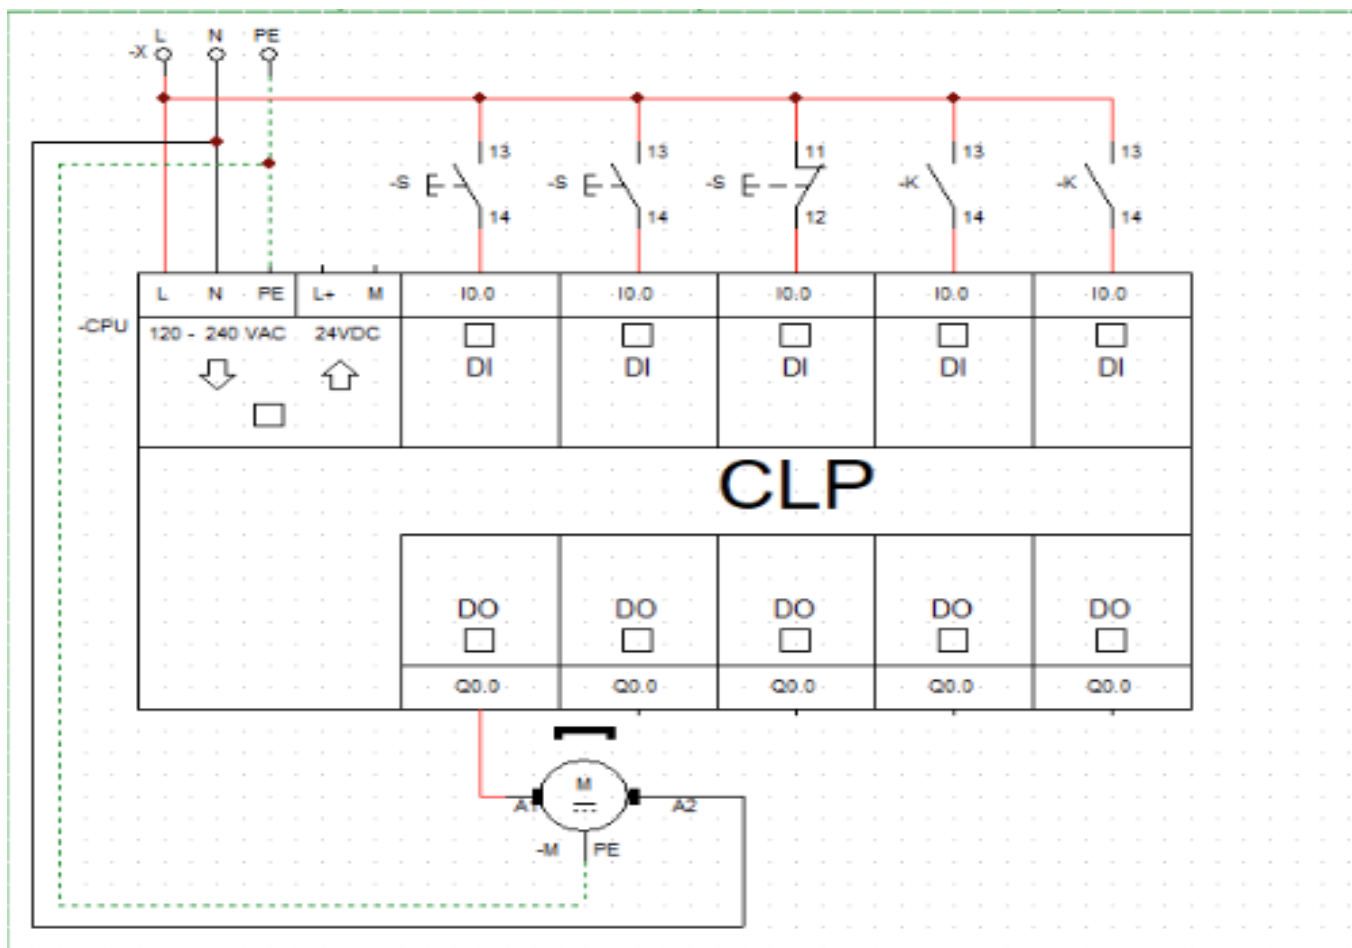 L N PE
-X
13 13 11 13 13
-S -S -S -K -K
14 14 12 14 14
L N PE L+ M I0.0 I0.0 I0.0 I0.0 I0.0
-CPU 120 - 240 VAC 24VDC
DI DI DI DI DI
CLP
DO DO DO DO DO
Q0.0 Q0.0 Q0.0 Q0.0 Q0.0
M
A1 A2
-M PE